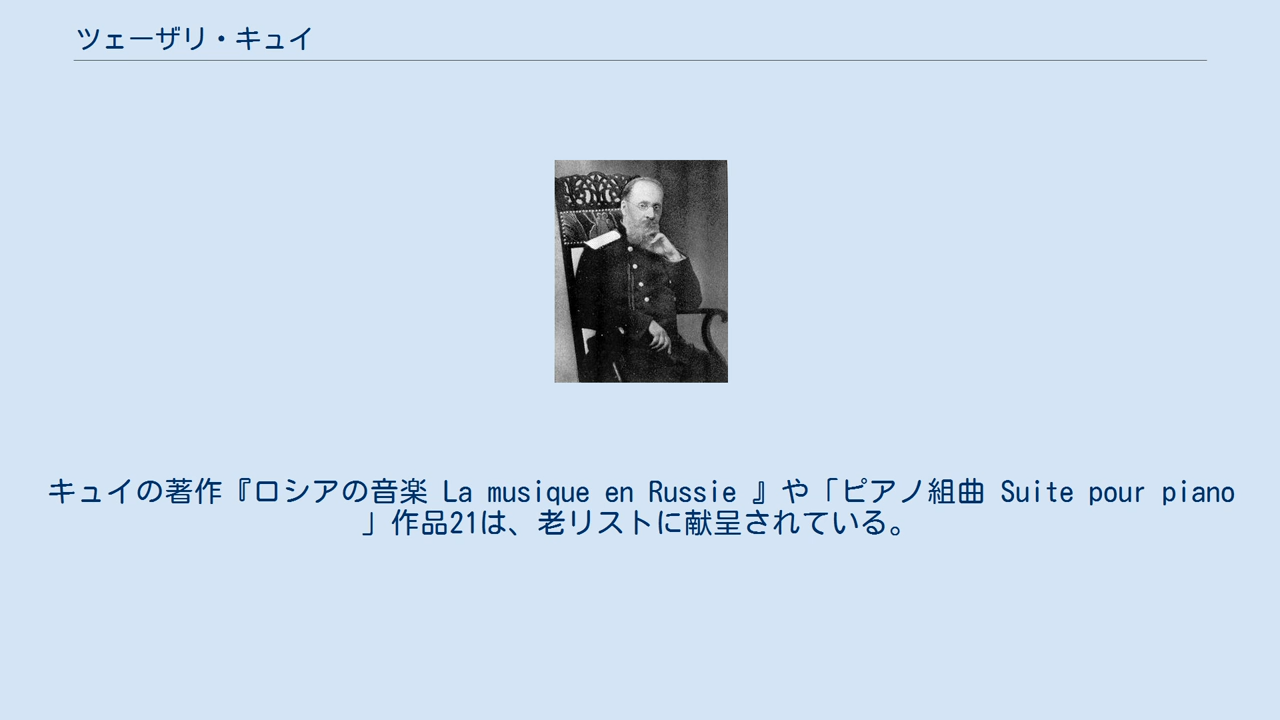 ツェーザリ・キュイ
キュイの著作『ロシアの音楽 La musique en Russie 』や「ピアノ組曲 Suite pour piano
」作品21は、老リストに献呈されている。